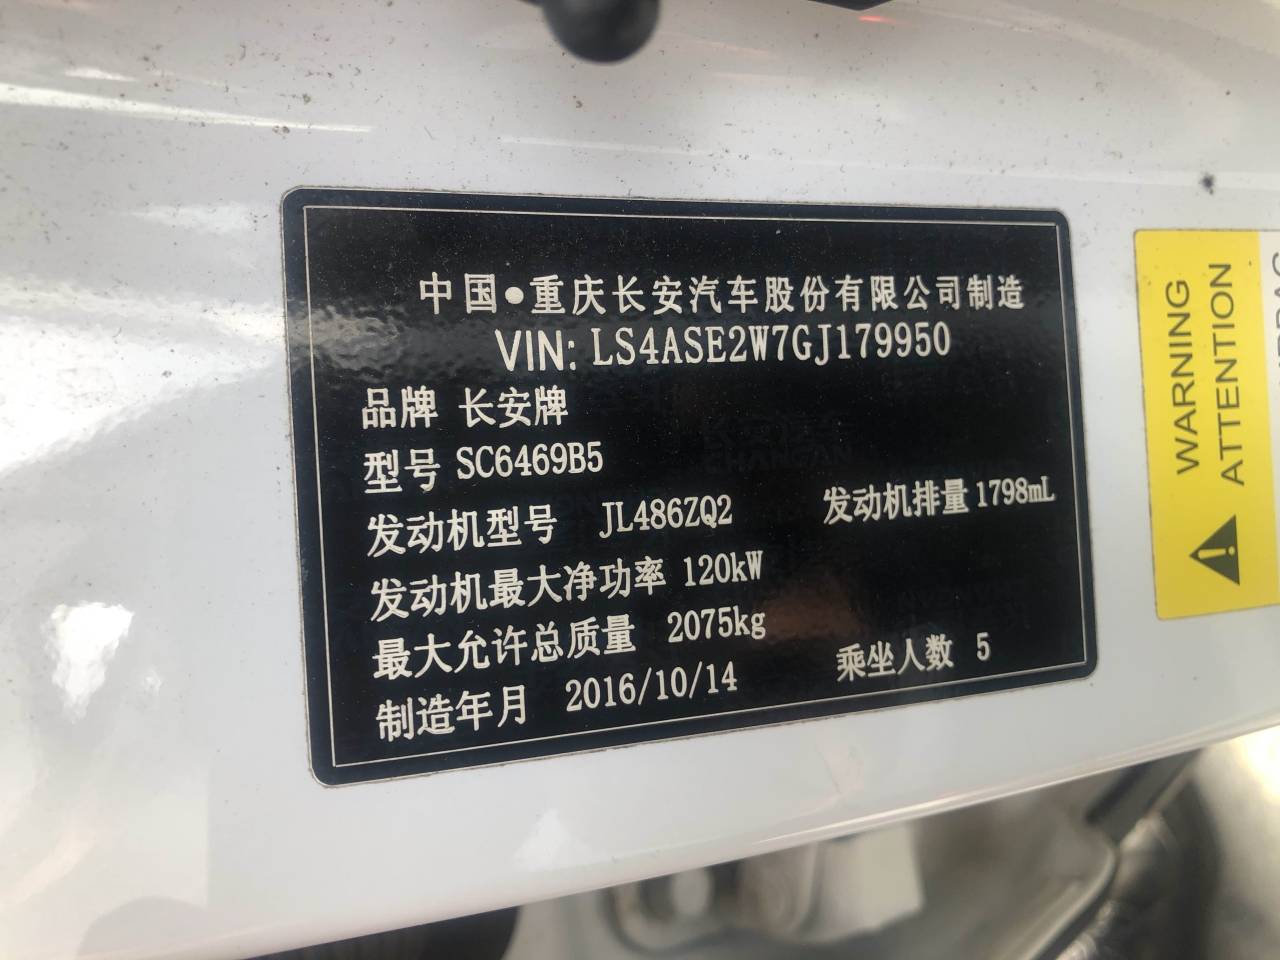 中国●重庆长安汽车股份有限公司制造
VIN: LS4ASE2W7GJ179950
品牌 长安牌
型号 SC6469B5
发动机型号 JL486ZQ2 发动机排量 1798mL
发动机最大净功率 120kW
最大允许总质量 2075kg
制造年月 2016/10/14 乘坐人数 5
WARNING
ATTENTION